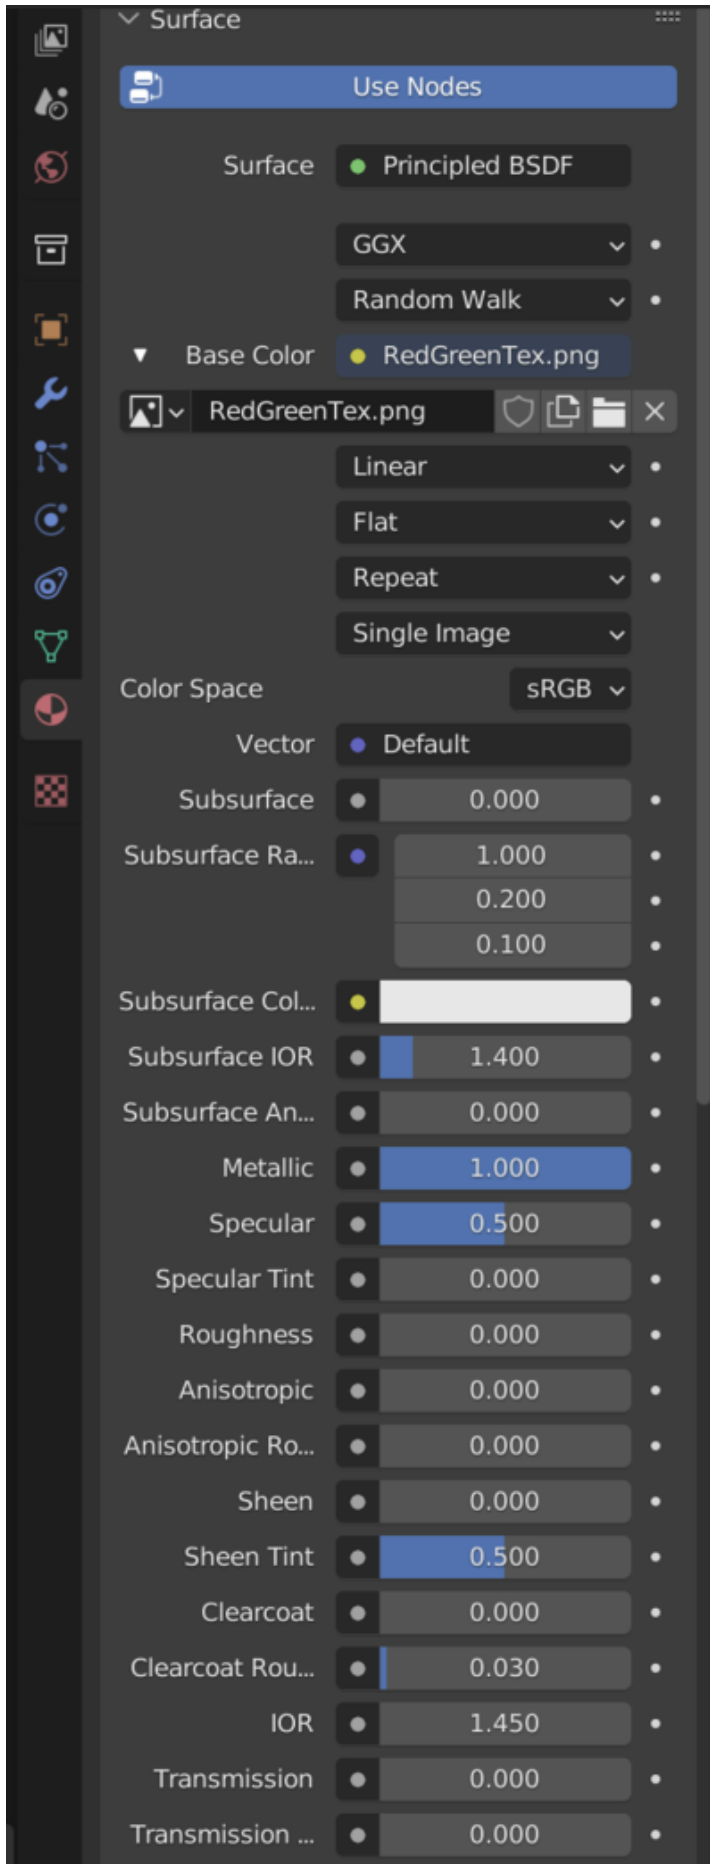 Surface
Use Nodes
Surface Principled BSDF
GGX
Random Walk
Base Color RedGreenTex.png
RedGreenTex.png
Linear
Flat
Repeat
Single Image
Color Space sRGB
Vector Default
Subsurface 0.000
Subsurface Ra... 1.000
0.200
0.100
Subsurface Col...
Subsurface IOR 1.400
Subsurface An... 0.000
Metallic 1.000
Specular 0.500
Specular Tint 0.000
Roughness 0.000
Anisotropic 0.000
Anisotropic Ro... 0.000
Sheen 0.000
Sheen Tint 0.500
Clearcoat 0.000
Clearcoat Rou... 0.030
IOR 1.450
Transmission 0.000
Transmission ... 0.000